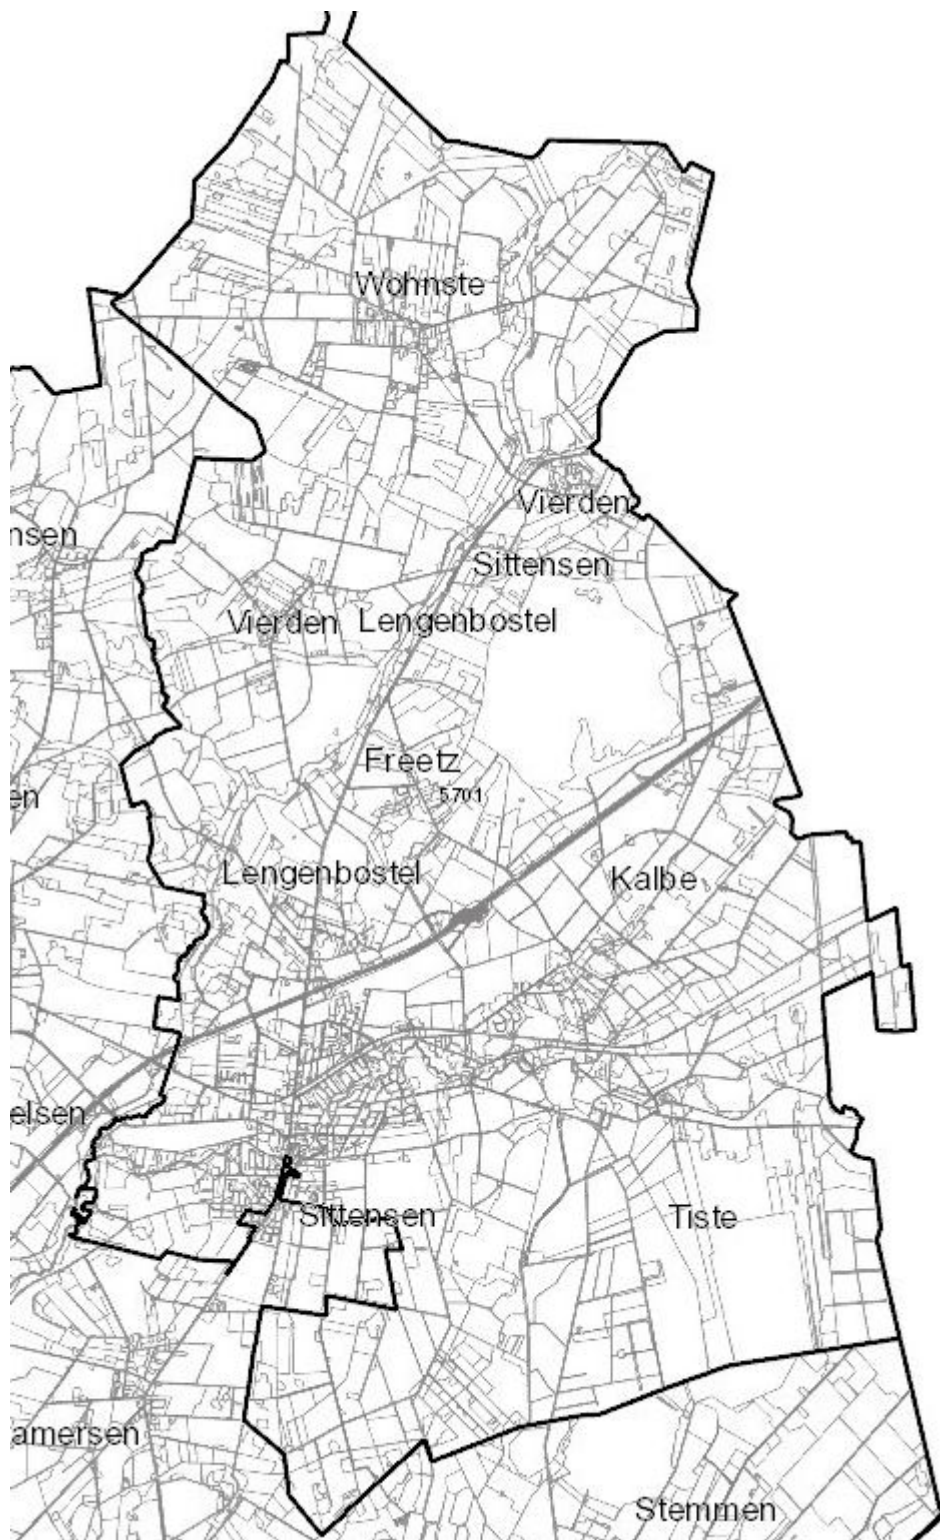 Wohnste
Vierden
nsen
Sittensen
Vierden
Lengenbostel
Freetz
5701
en
Lengenbostel
Kalbe
elsen
Sittensen
Tiste
amersen
Stemmen